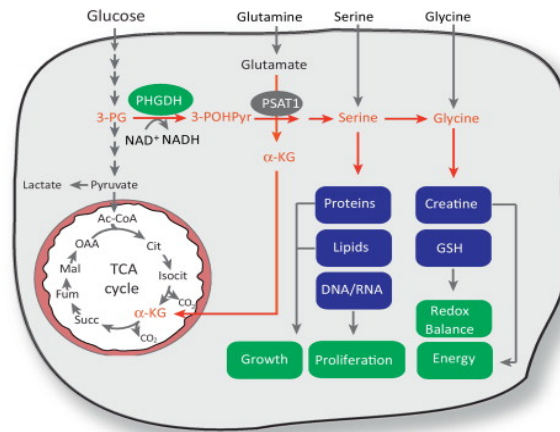 Glucose
Glutamine
Serine
Glycine
Glutamate
PHGDH
PSAT1
3-PG
3-POHPyr
Serine
Glycine
NAD⁺ NADH
α-KG
Lactate
Pyruvate
Ac-CoA
OAA
Cit
Mal
TCA
cycle
Isocit
Fum
CO₂
Succ
α-KG
CO₂
Proteins
Creatine
Lipids
GSH
DNA/RNA
Redox
Balance
Growth
Proliferation
Energy